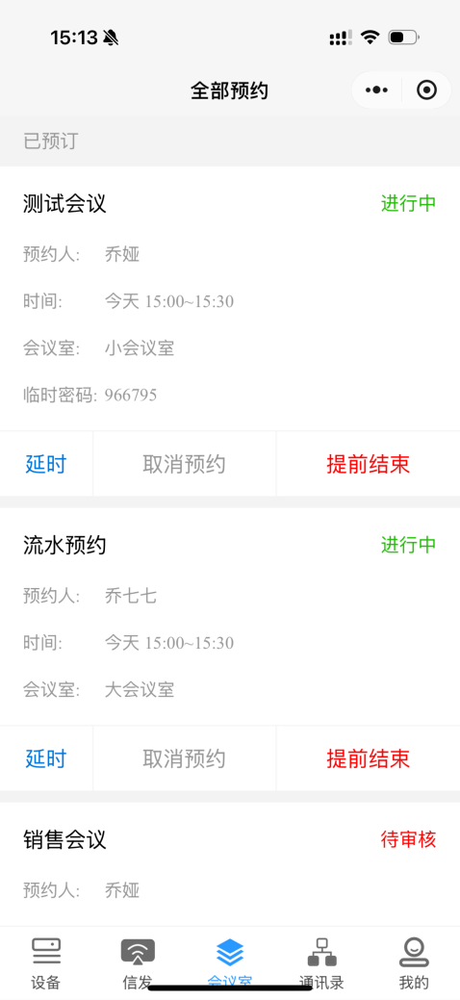 15:13
全部预约
已预订
测试会议 进行中
预约人: 乔娅
时间: 今天 15:00~15:30
会议室: 小会议室
临时密码: 966795
延时 取消预约 提前结束
流水预约 进行中
预约人: 乔七七
时间: 今天 15:00~15:30
会议室: 大会议室
延时 取消预约 提前结束
销售会议 待审核
预约人: 乔娅
设备 信发 会议室 通讯录 我的